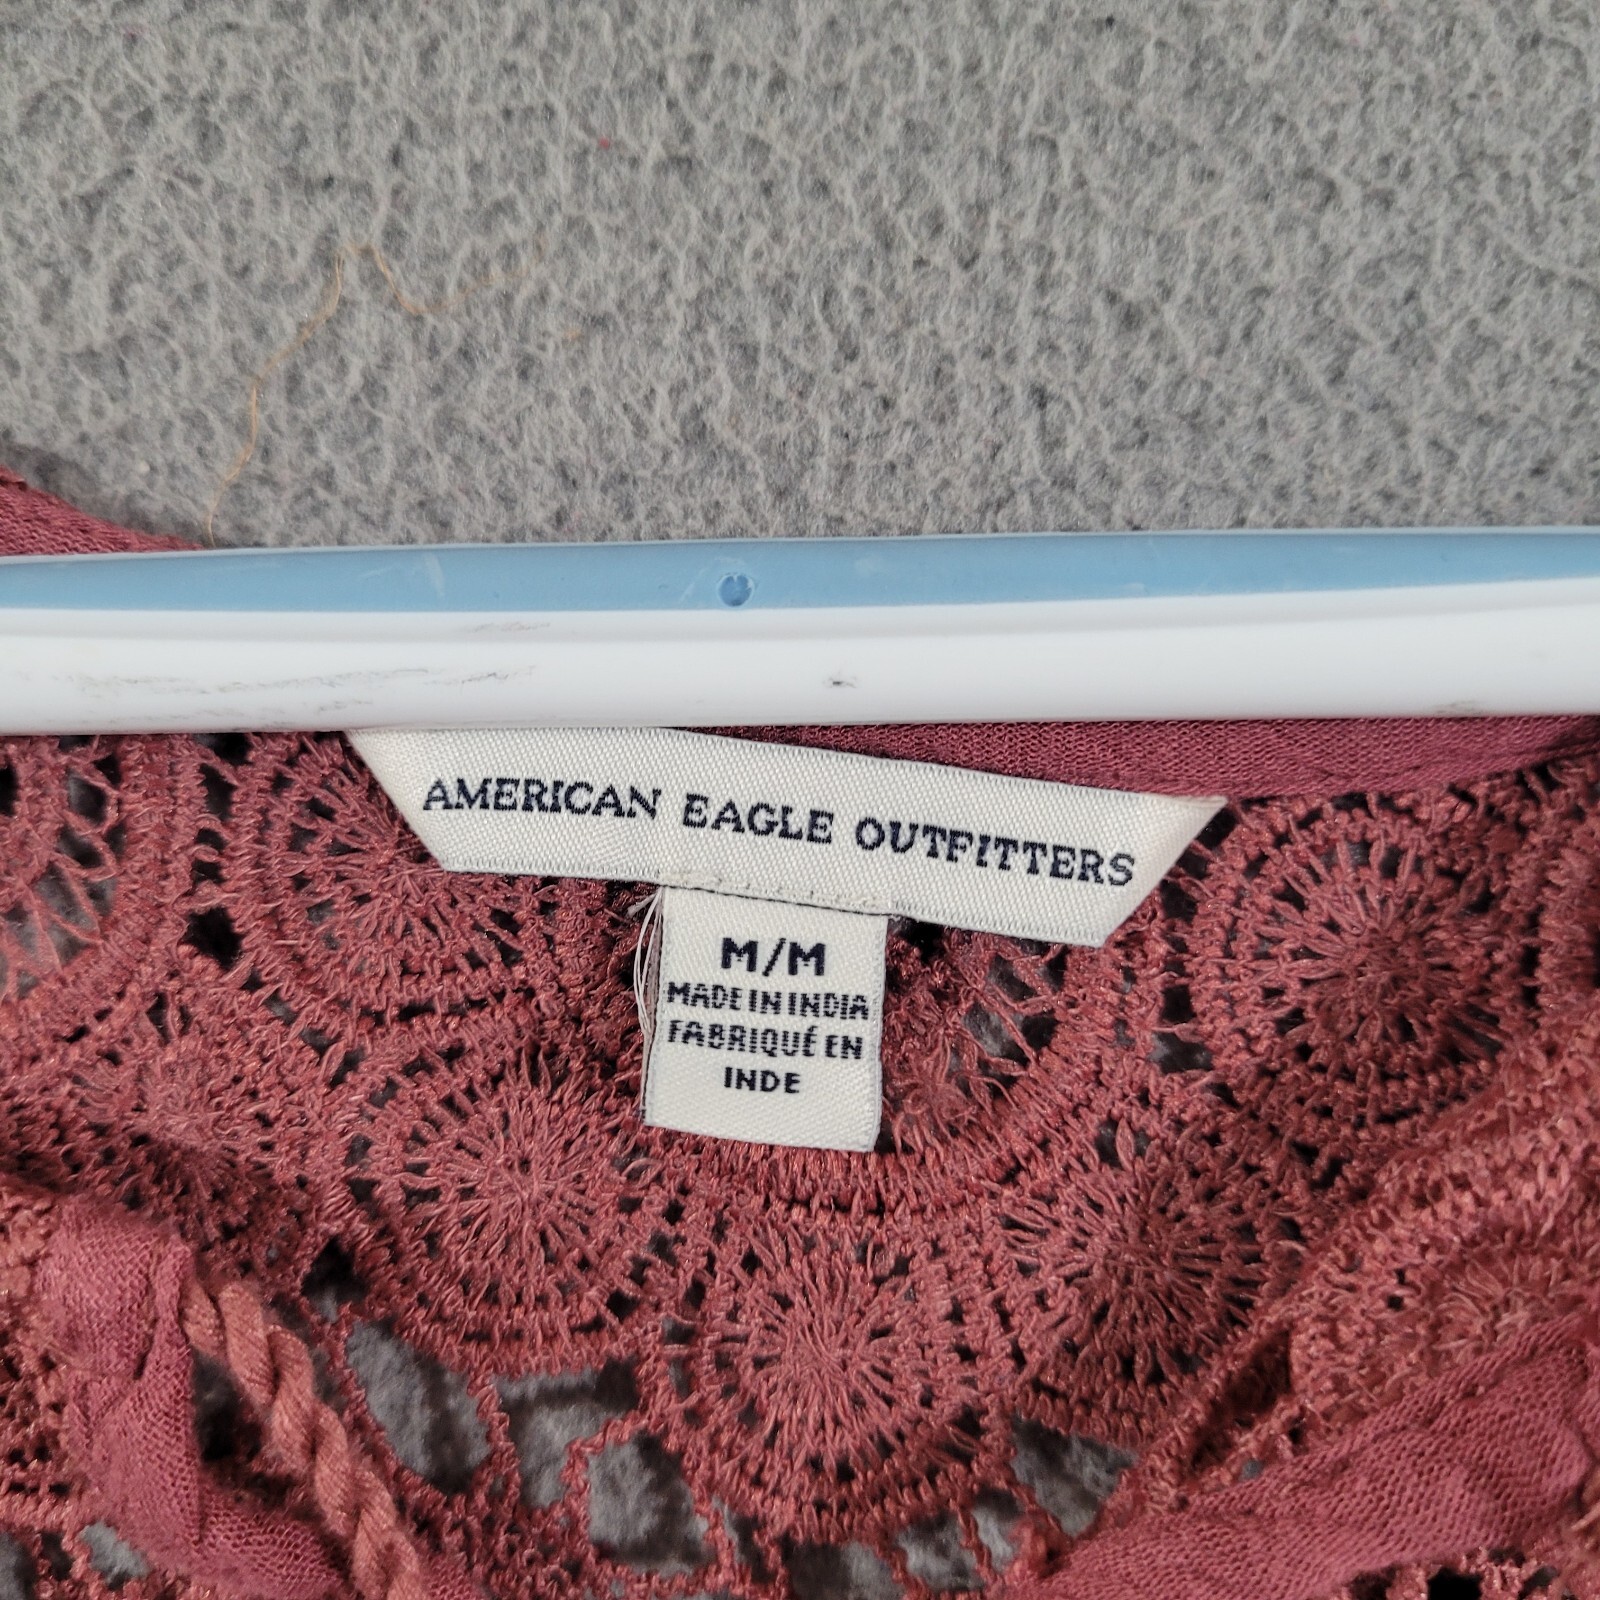 AMERICAN EAGLE OUTFITTERS
M/M
MADE IN INDIA
FABRIQUÉ EN
INDE